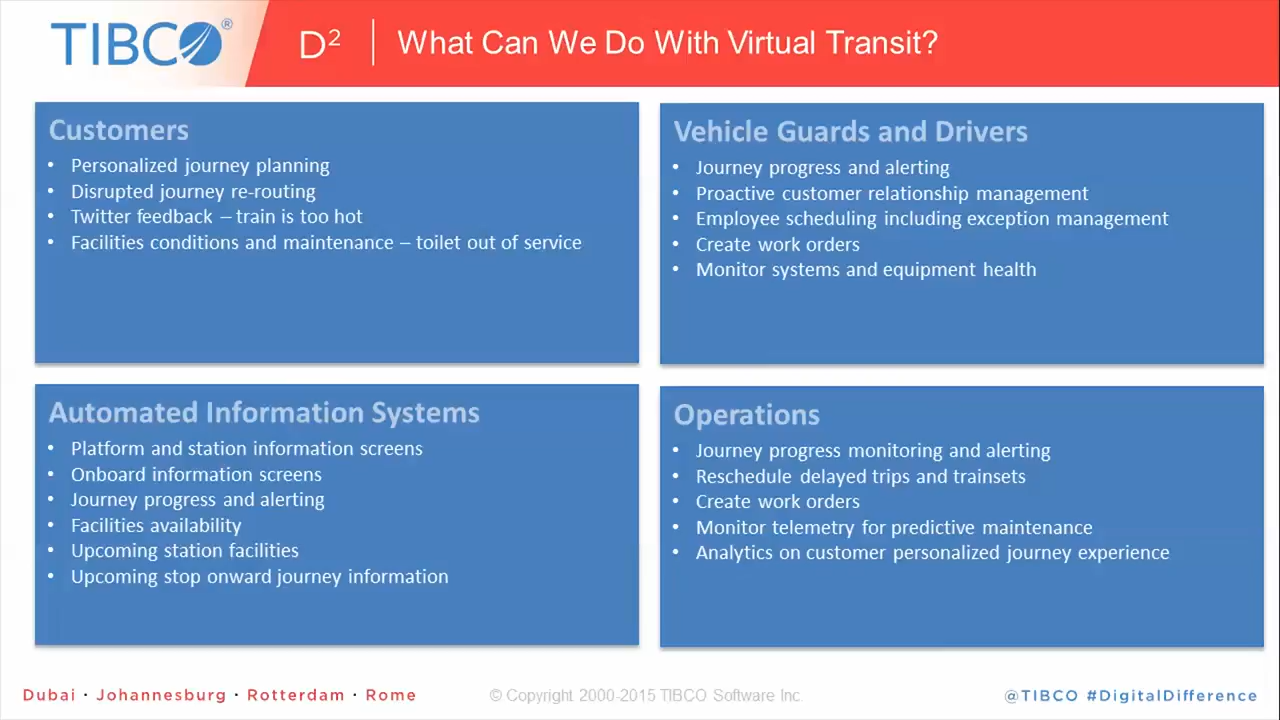 TIBCO®
D² | What Can We Do With Virtual Transit?
Customers
• Personalized journey planning
• Disrupted journey re-routing
• Twitter feedback – train is too hot
• Facilities conditions and maintenance – toilet out of service
Vehicle Guards and Drivers
• Journey progress and alerting
• Proactive customer relationship management
• Employee scheduling including exception management
• Create work orders
• Monitor systems and equipment health
Automated Information Systems
• Platform and station information screens
• Onboard information screens
• Journey progress and alerting
• Facilities availability
• Upcoming station facilities
• Upcoming stop onward journey information
Operations
• Journey progress monitoring and alerting
• Reschedule delayed trips and trainsets
• Create work orders
• Monitor telemetry for predictive maintenance
• Analytics on customer personalized journey experience
Dubai · Johannesburg · Rotterdam · Rome
© Copyright 2000-2015 TIBCO Software Inc.
@TIBCO #DigitalDifference